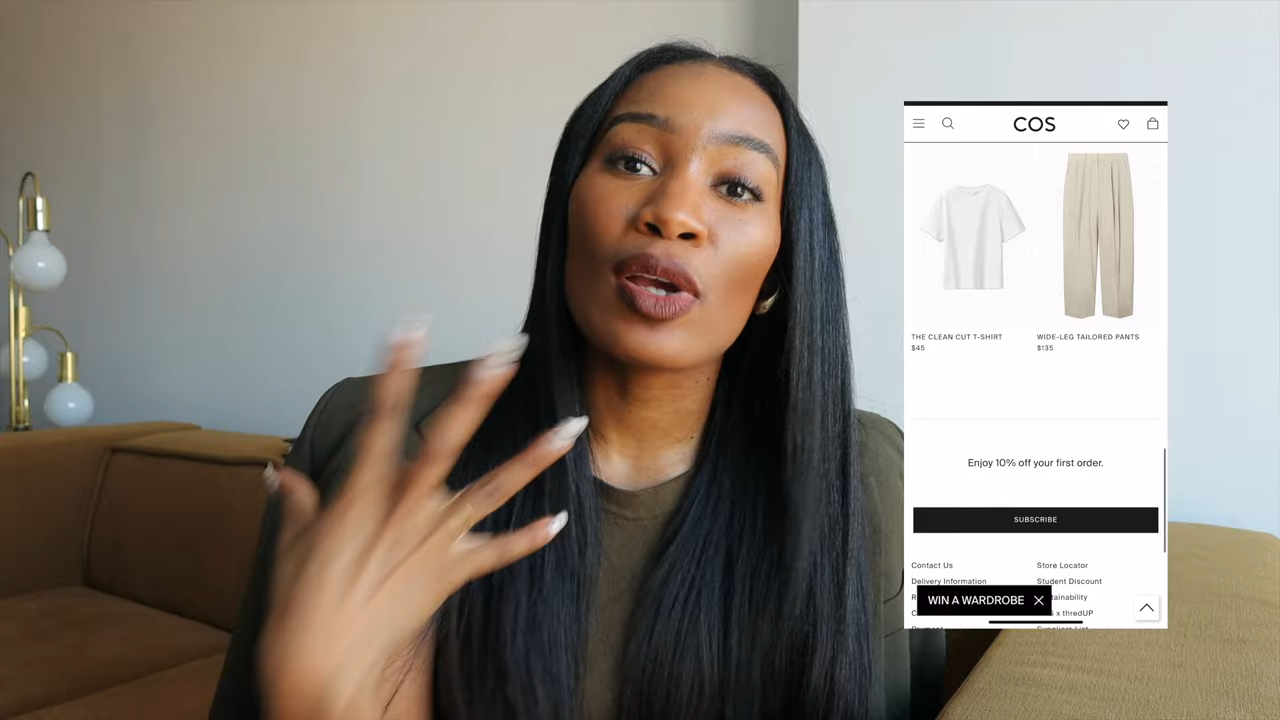 COS
THE CLEAN CUT T-SHIRT
$45
WIDE-LEG TAILORED PANTS
$135
Enjoy 10% off your first order.
SUBSCRIBE
Contact Us
Store Locator
Delivery Information
Student Discount
WIN A WARDROBE
x thredUP